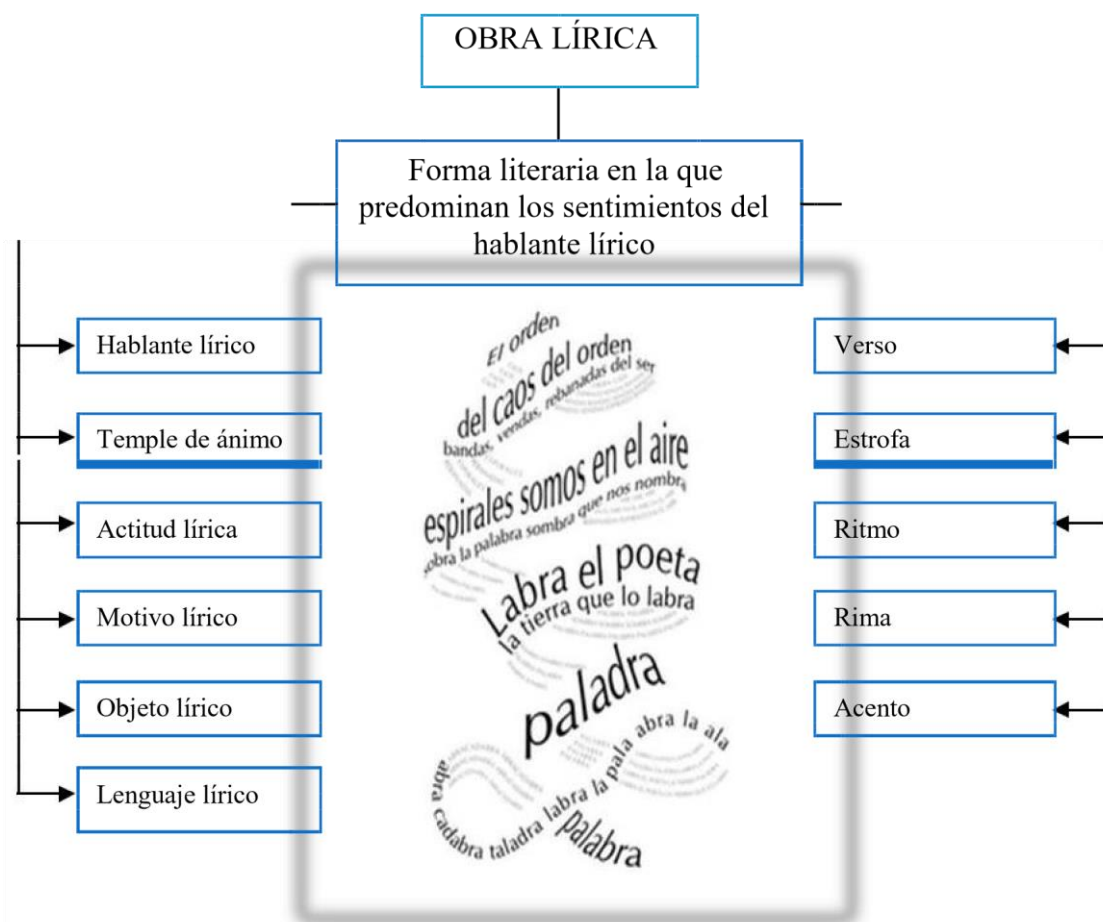 OBRA LÍRICA
Forma literaria en la que
predominan los sentimientos del
hablante lírico
Hablante lírico
Temple de ánimo
Actitud lírica
Motivo lírico
Objeto lírico
Lenguaje lírico
El orden
del caos del orden
bandas, vendas, rebanadas del ser
espirales somos en el aire
sobra la palabra sombra que nos nombra
Labra el poeta
la tierra que lo labra
paladra
abra cadabra taladra labra la pala abra la ala
palabra
Verso
Estrofa
Ritmo
Rima
Acento